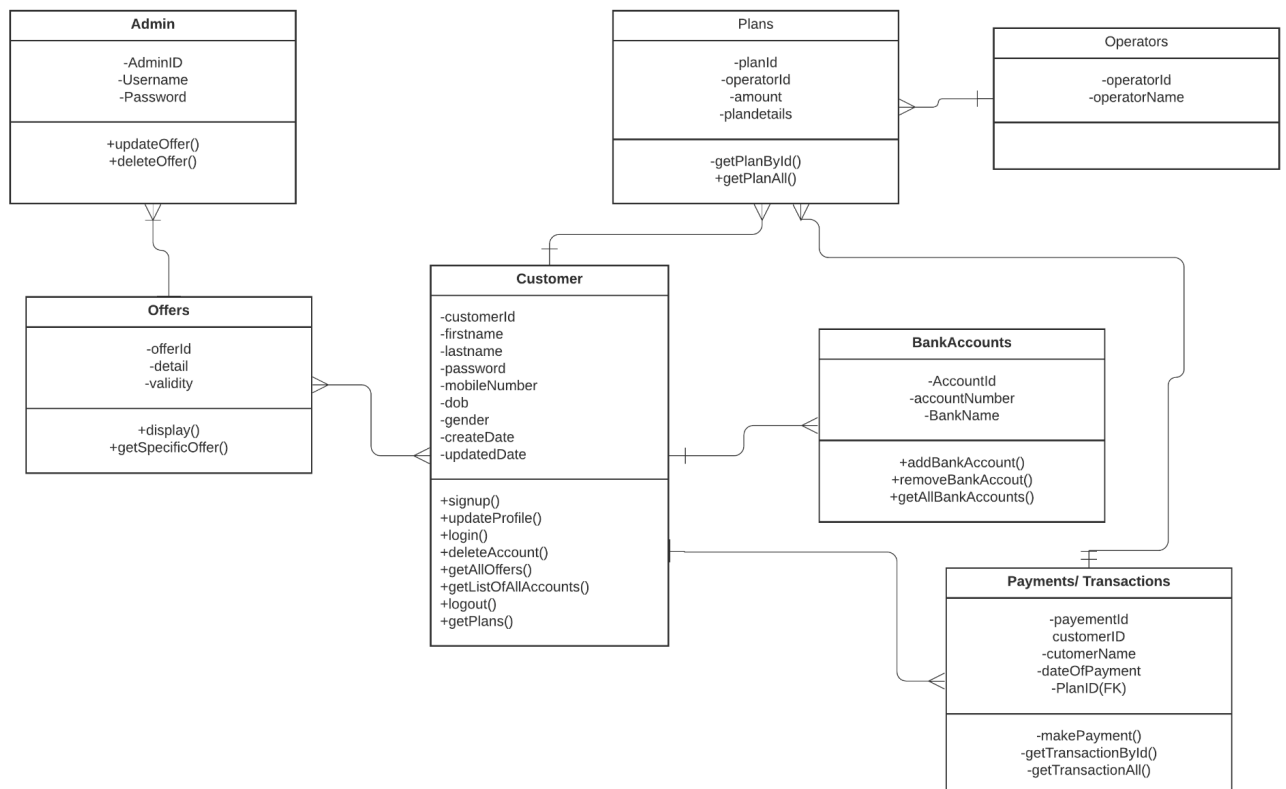 Admin
-AdminID
-Username
-Password
+updateOffer()
+deleteOffer()
Plans
-planId
-operatorId
-amount
-plandetails
-getPlanById()
+getPlanAll()
Operators
-operatorId
-operatorName
Offers
-offerId
-detail
-validity
+display()
+getSpecificOffer()
Customer
-customerId
-firstname
-lastname
-password
-mobileNumber
-dob
-gender
-createDate
-updatedDate
+signup()
+updateProfile()
+login()
+deleteAccount()
+getAllOffers()
+getListOfAllAccounts()
+logout()
+getPlans()
BankAccounts
-AccountId
-accountNumber
-BankName
+addBankAccount()
+removeBankAccout()
+getAllBankAccounts()
Payments/ Transactions
-payementId
customerID
-cutomerName
-dateOfPayment
-PlanID(FK)
-makePayment()
-getTransactionById()
-getTransactionAll()